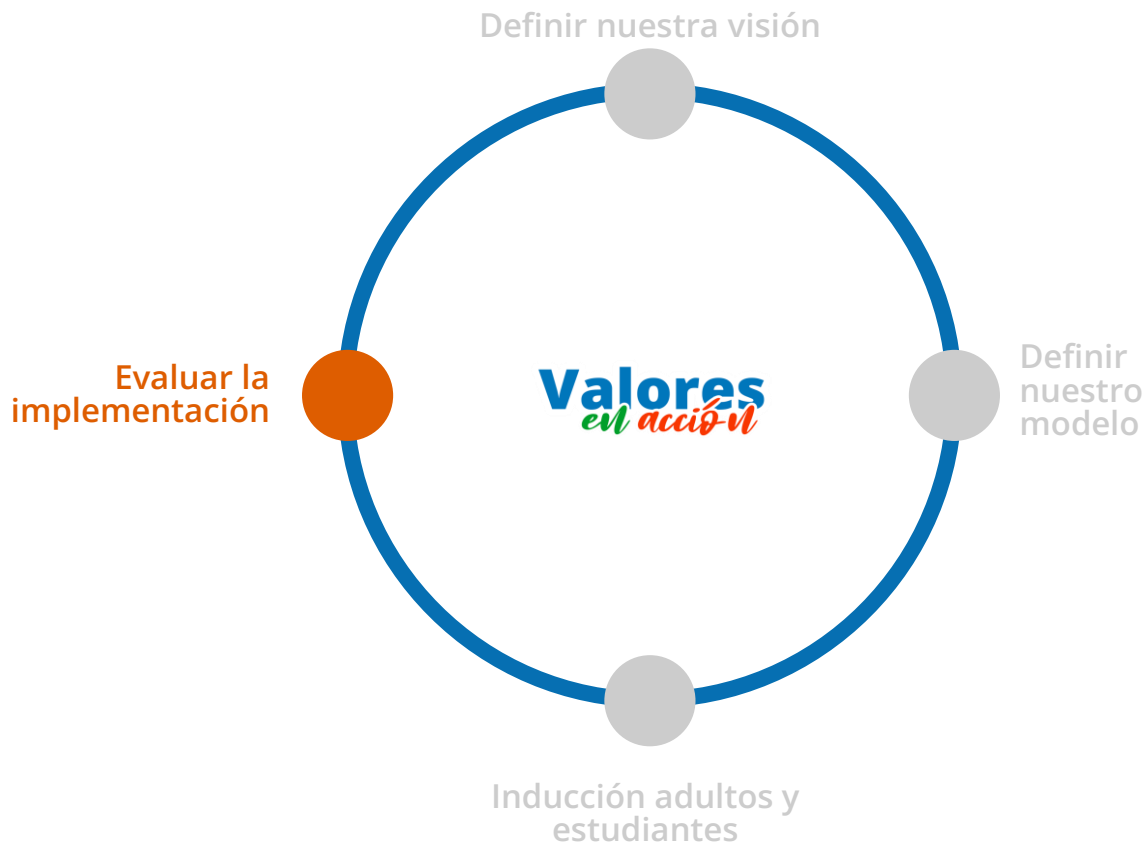 Definir nuestra visión
Evaluar la
implementación
Valores
en acción
Definir
nuestro
modelo
Inducción adultos y
estudiantes